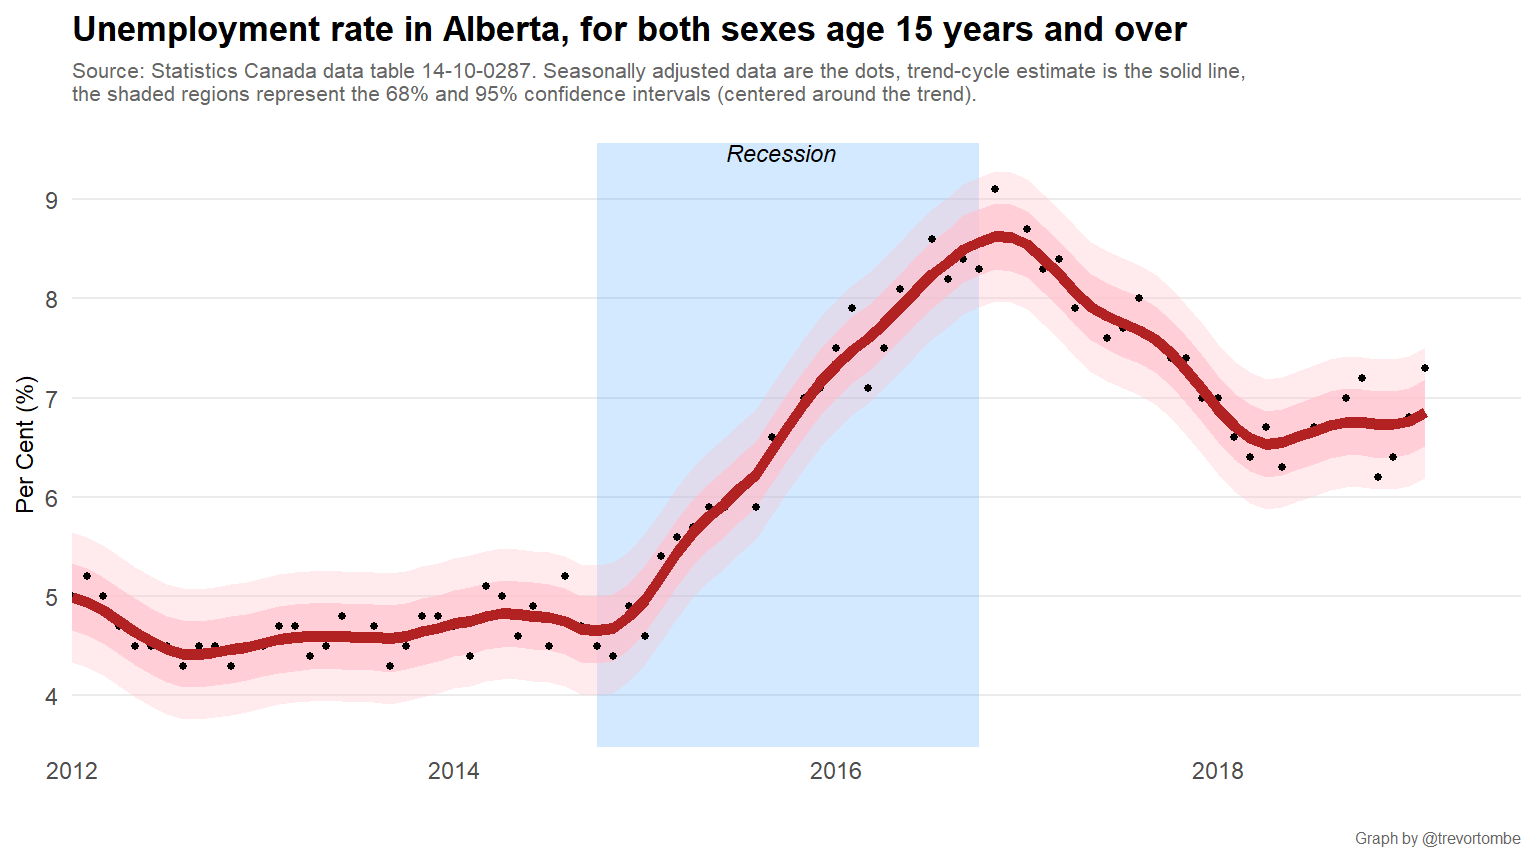 Unemployment rate in Alberta, for both sexes age 15 years and over
Source: Statistics Canada data table 14-10-0287. Seasonally adjusted data are the dots, trend-cycle estimate is the solid line,
the shaded regions represent the 68% and 95% confidence intervals (centered around the trend).
Recession
Per Cent (%)
9
8
7
6
5
4
2012 2014 2016 2018
Graph by @trevortombe